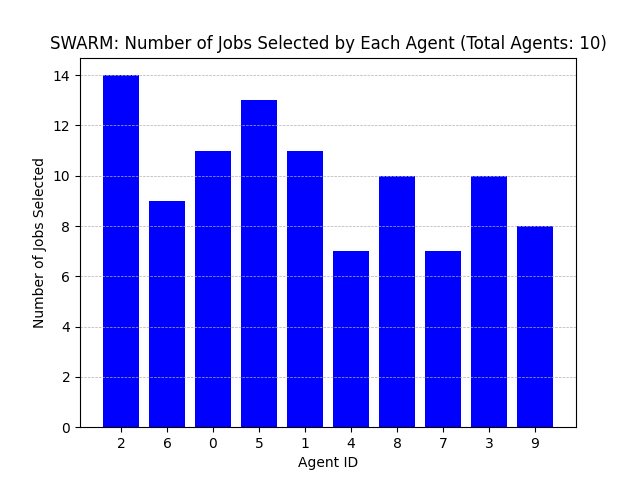 SWARM: Number of Jobs Selected by Each Agent (Total Agents: 10)
14
12
10
8
6
4
2
0
Number of Jobs Selected
2 6 0 5 1 4 8 7 3 9
Agent ID